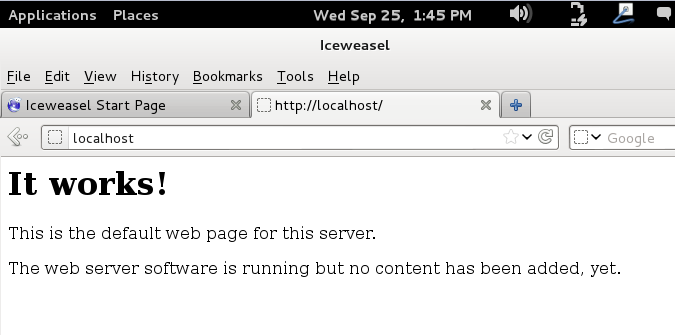 Applications Places Wed Sep 25, 1:45 PM
Iceweasel
File Edit View History Bookmarks Tools Help
Iceweasel Start Page http://localhost/
localhost Google
It works!
This is the default web page for this server.
The web server software is running but no content has been added, yet.